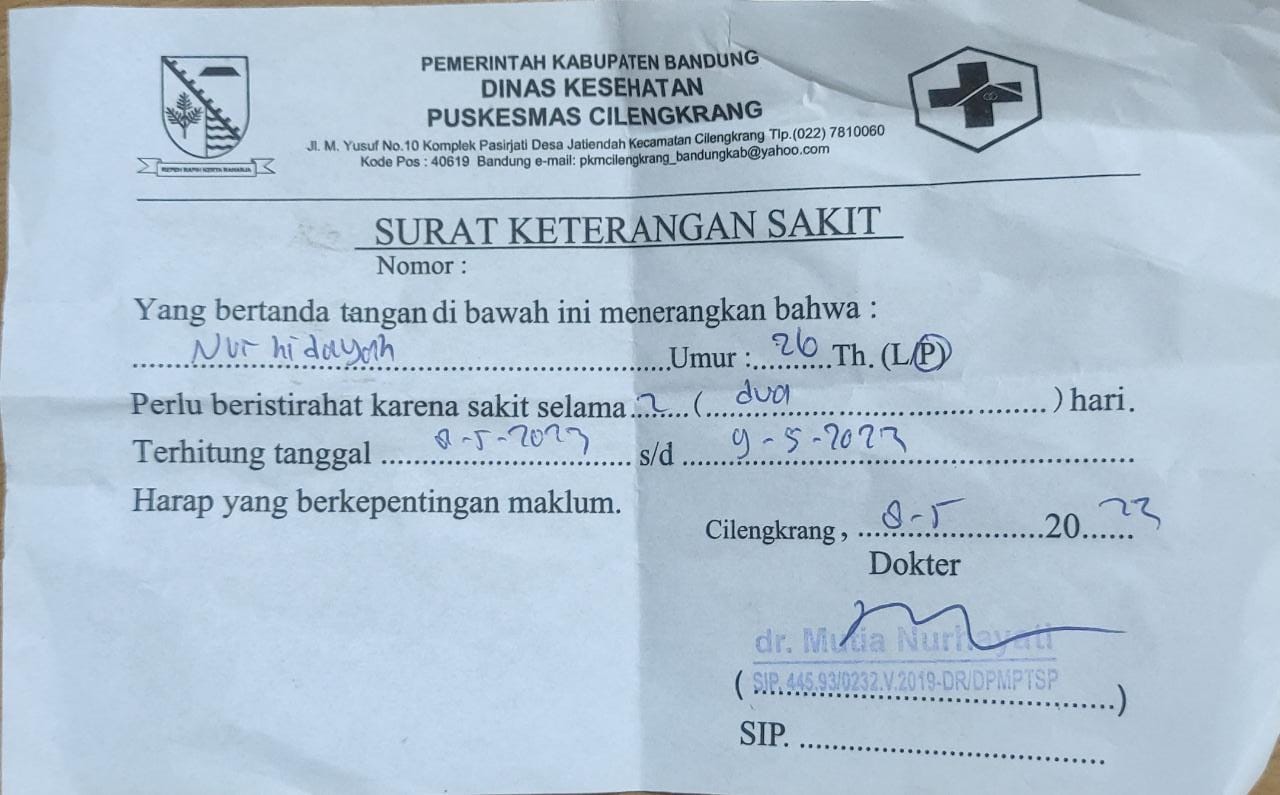 PEMERINTAH KABUPATEN BANDUNG
DINAS KESEHATAN
PUSKESMAS CILENGKRANG
Jl. M. Yusuf No.10 Komplek Pasirjati Desa Jatiendah Kecamatan Cilengkrang Tlp.(022) 7810060
Kode Pos : 40619 Bandung e-mail: pkmcilengkrang_bandungkab@yahoo.com
REPEH RAPIH KERTA RAHARJA
SURAT KETERANGAN SAKIT
Nomor :
Yang bertanda tangan di bawah ini menerangkan bahwa :
Nur hidayah Umur : 26 Th. (L/P)
Perlu beristirahat karena sakit selama 2 ( dua ) hari.
Terhitung tanggal 8-5-2023 s/d 9-5-2023
Harap yang berkepentingan maklum.
Cilengkrang , 8-5 2023
Dokter
dr. Mutia Nurhayati
( SIP. 445.93/0232.V.2019-DR/DPMPTSP )
SIP.